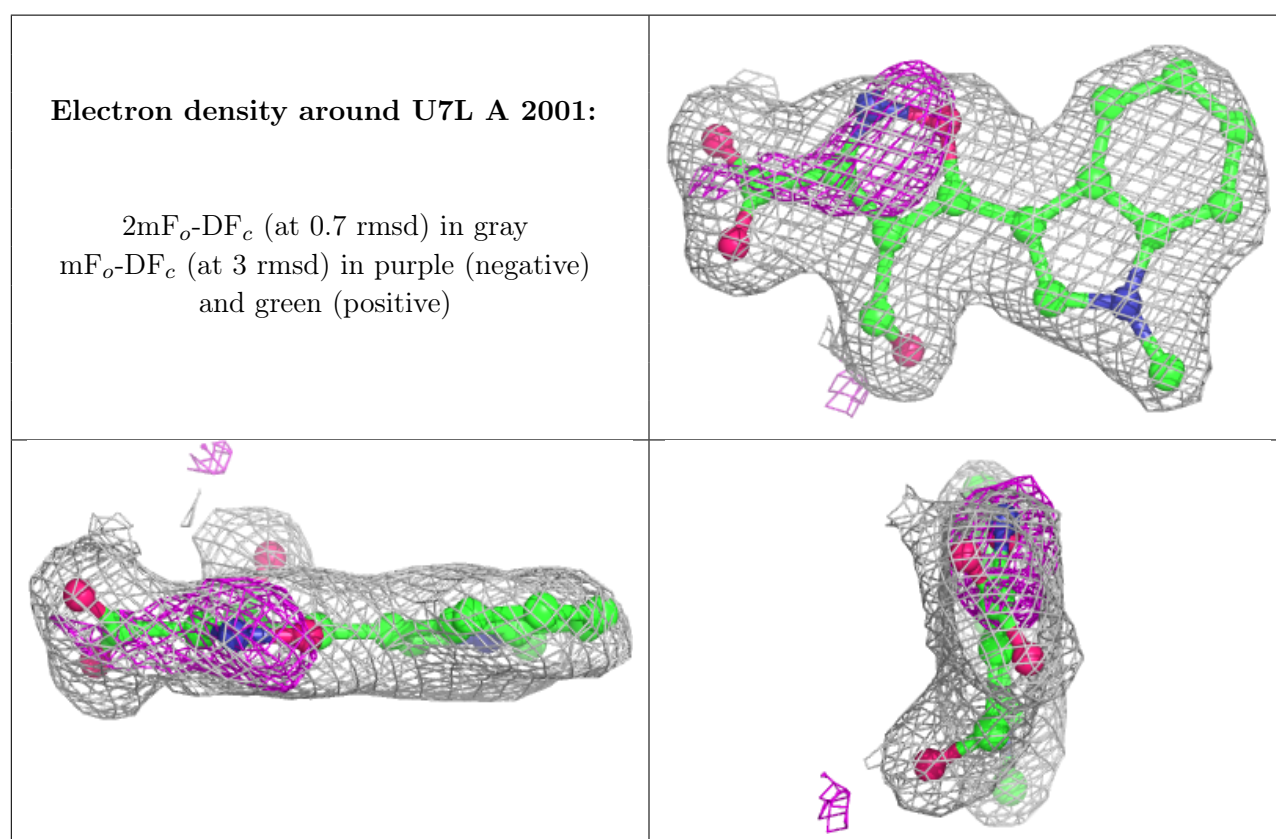 Electron density around U7L A 2001:
2mFo-DFc (at 0.7 rmsd) in gray
mFo-DFc (at 3 rmsd) in purple (negative)
and green (positive)